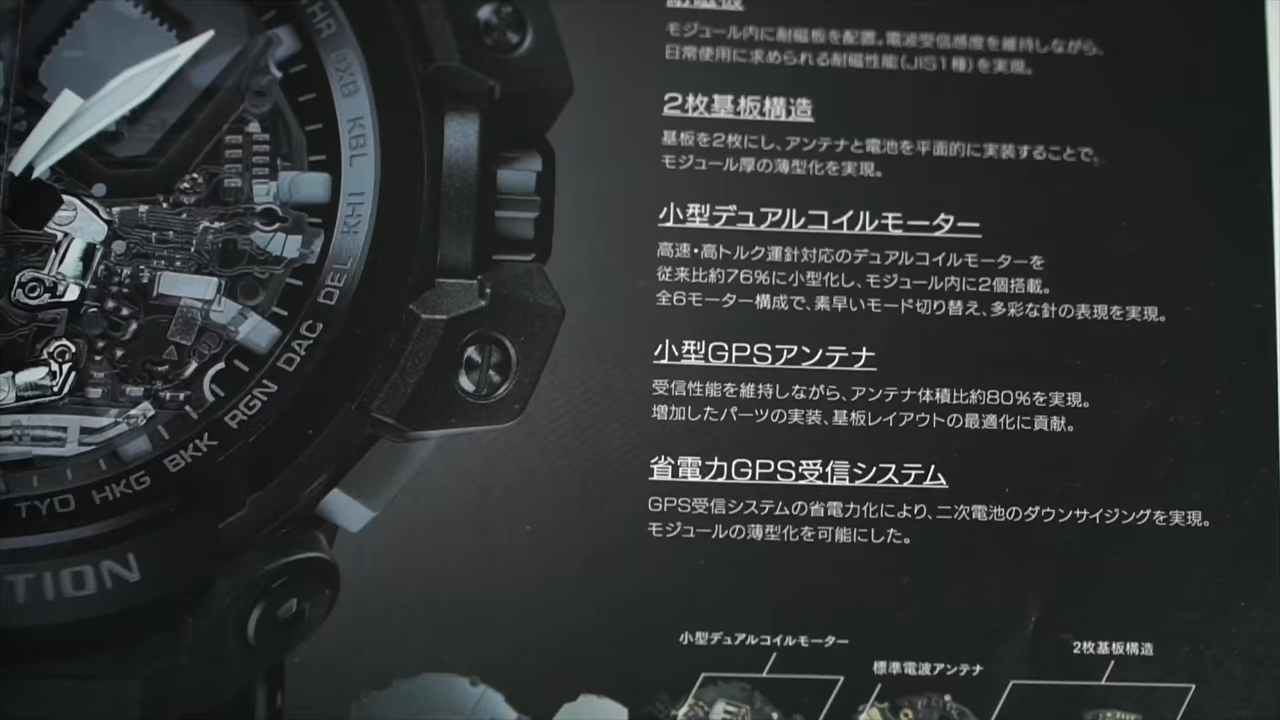 耐磁板
モジュール内に耐磁板を配置。電波受信感度を維持しながら、
日常使用に求められる耐磁性能(JIS1種)を実現。
2枚基板構造
基板を2枚にし、アンテナと電池を平面的に実装することで、
モジュール厚の薄型化を実現。
小型デュアルコイルモーター
高速・高トルク運針対応のデュアルコイルモーターを
従来比約76%に小型化し、モジュール内に2個搭載。
全6モーター構成で、素早いモード切り替え、多彩な針の表現を実現。
小型GPSアンテナ
受信性能を維持しながら、アンテナ体積比約80%を実現。
増加したパーツの実装、基板レイアウトの最適化に貢献。
省電力GPS受信システム
GPS受信システムの省電力化により、二次電池のダウンサイジングを実現。
モジュールの薄型化を可能にした。
小型デュアルコイルモーター
標準電波アンテナ
2枚基板構造
THR DXB KBL KHI DEL DAC RGN BKK HKG TYO
TION